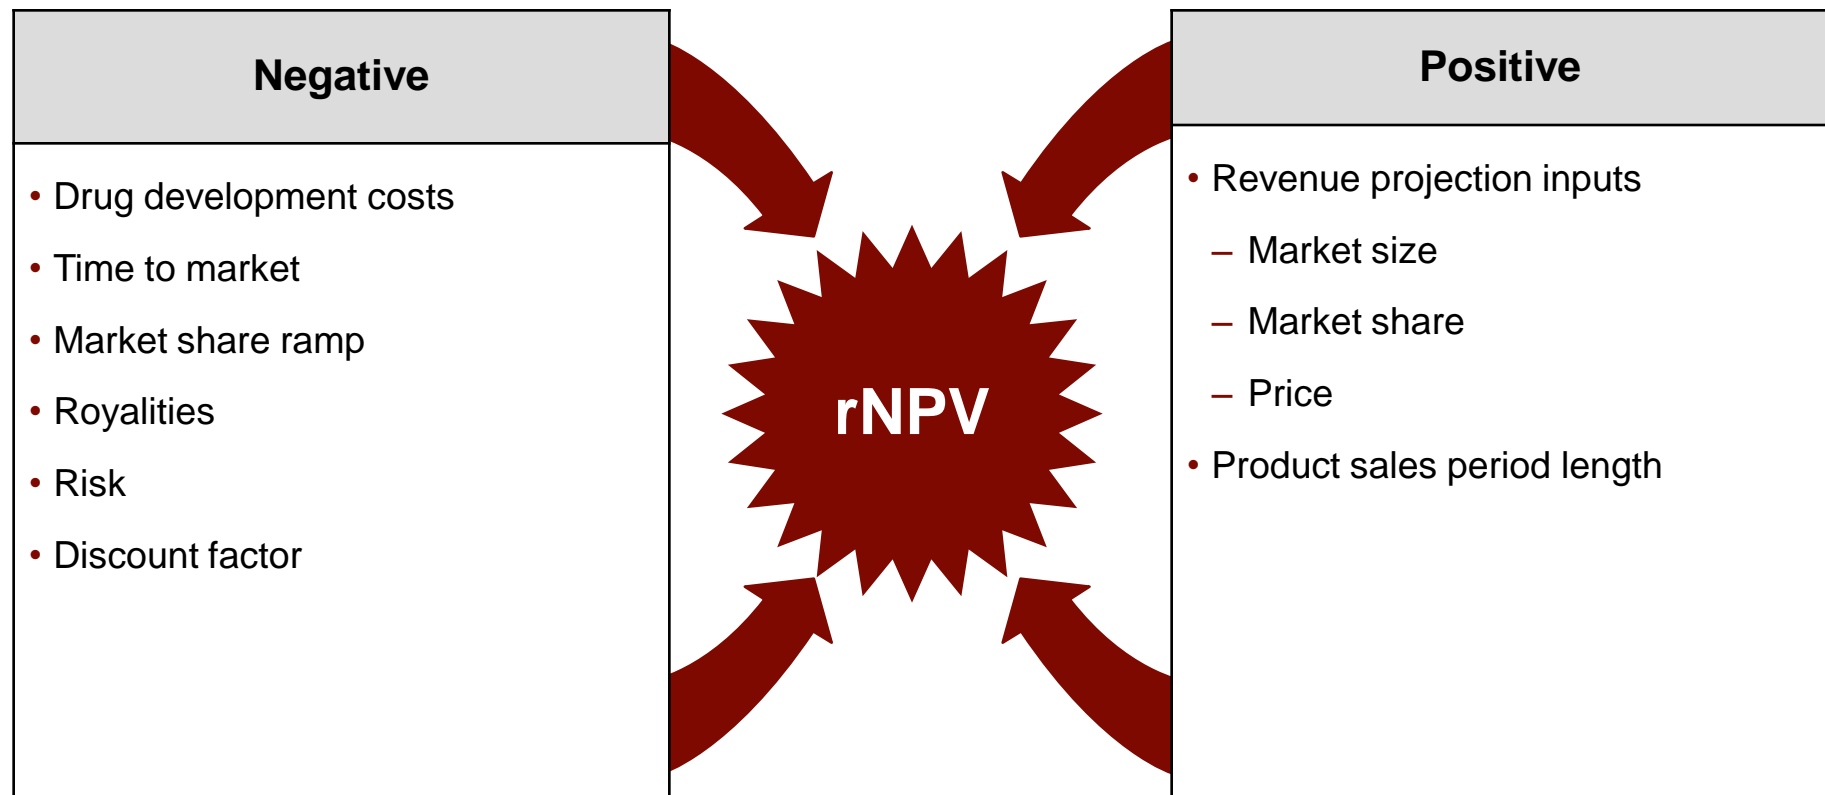 Negative
• Drug development costs
• Time to market
• Market share ramp
• Royalities
• Risk
• Discount factor
rNPV
Positive
• Revenue projection inputs
– Market size
– Market share
– Price
• Product sales period length